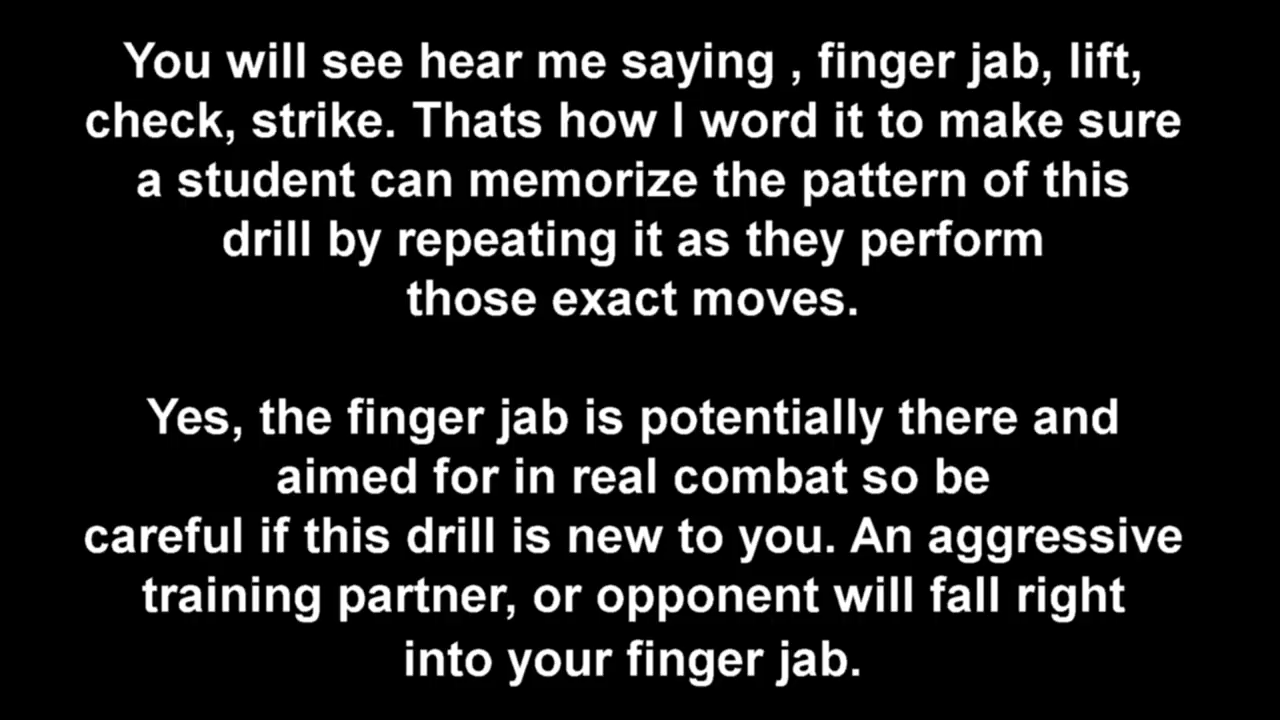 You will see hear me saying , finger jab, lift,
check, strike. Thats how I word it to make sure
a student can memorize the pattern of this
drill by repeating it as they perform
those exact moves.
Yes, the finger jab is potentially there and
aimed for in real combat so be
careful if this drill is new to you. An aggressive
training partner, or opponent will fall right
into your finger jab.